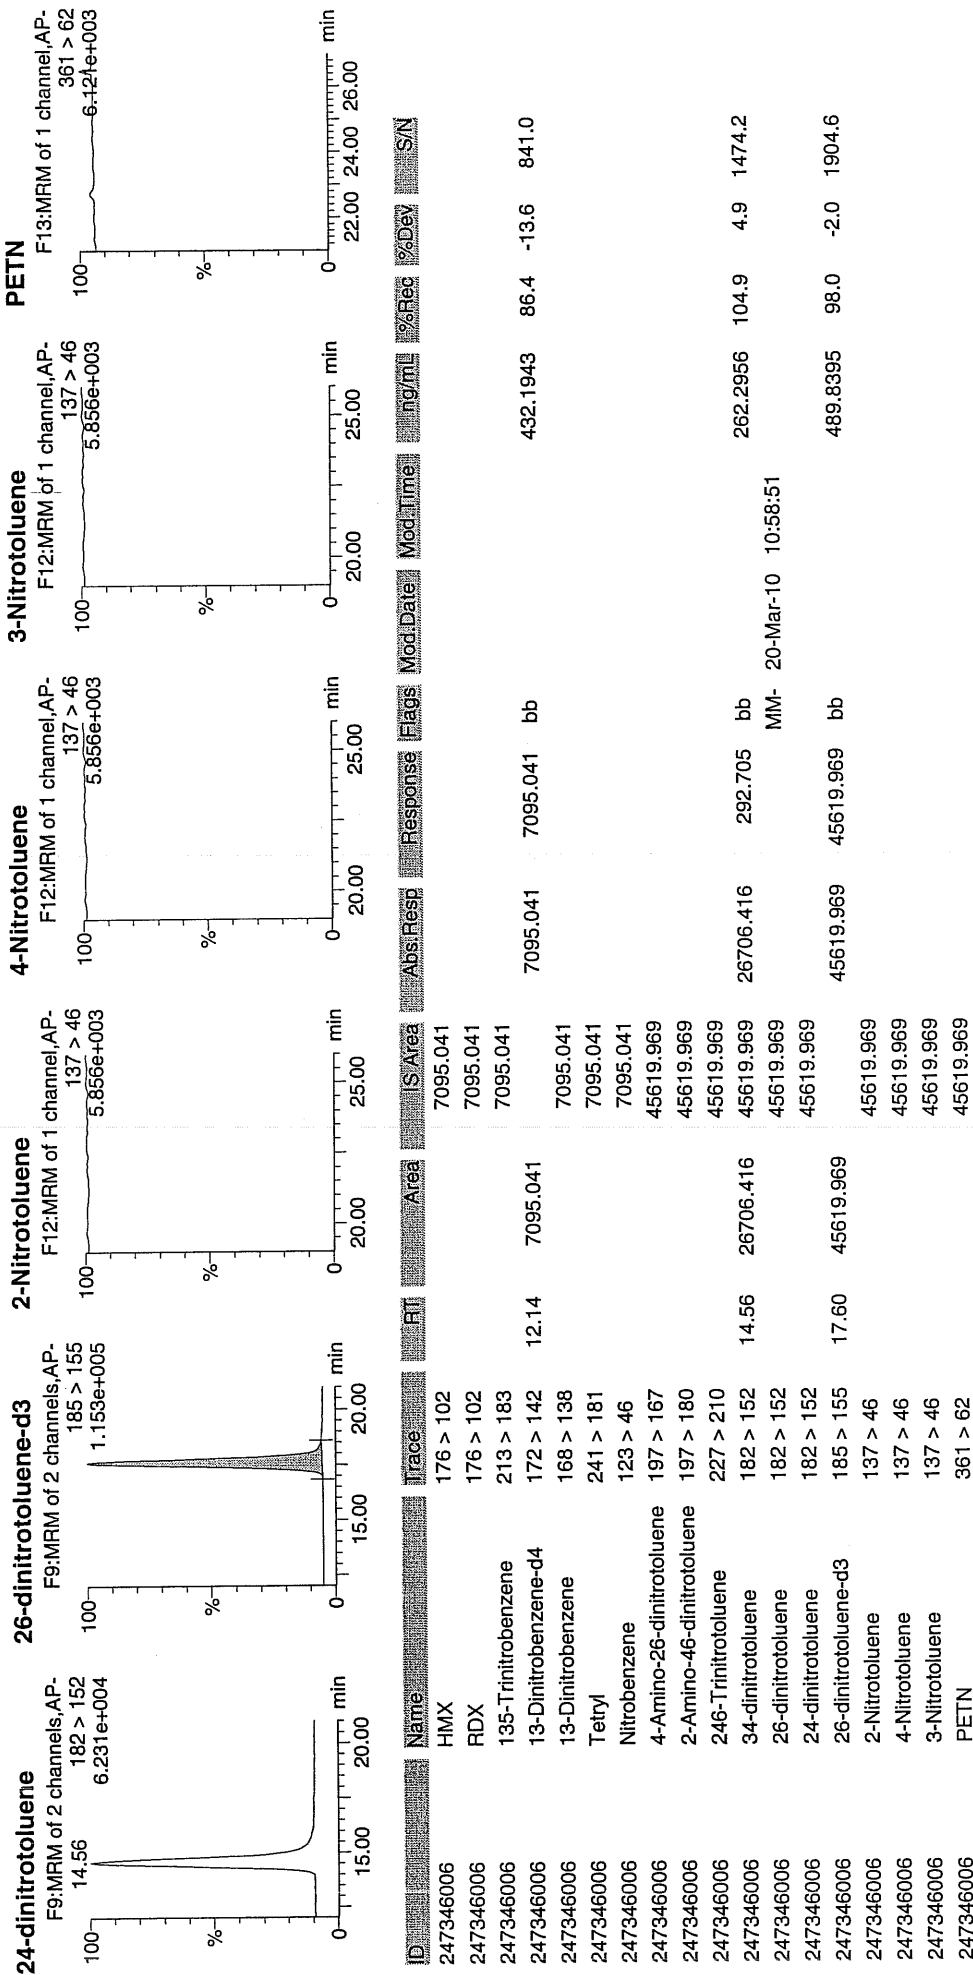 24-dinitrotoluene
F9:MRM of 2 channels,AP-
14.56 182 > 152
6.231e+004
100
%
0
15.00 20.00 min
26-dinitrotoluene-d3
F9:MRM of 2 channels,AP-
185 > 155
1.153e+005
100
%
0
15.00 20.00 min
2-Nitrotoluene
F12:MRM of 1 channel,AP-
137 > 46
5.856e+003
100
%
0
20.00 25.00 min
4-Nitrotoluene
F12:MRM of 1 channel,AP-
137 > 46
5.856e+003
100
%
0
20.00 25.00 min
3-Nitrotoluene
F12:MRM of 1 channel,AP-
137 > 46
5.856e+003
100
%
0
20.00 25.00 min
PETN
F13:MRM of 1 channel,AP-
361 > 62
6.121e+003
100
%
0
22.00 24.00 26.00 min
ID Name Trace RT Area IS Area Abs.Resp Response Flags Mod.Date Mod.Time ng/mL %Rec %Dev S/N
247346006 HMX 176 > 102 7095.041
247346006 RDX 176 > 102 7095.041
247346006 135-Trinitrobenzene 213 > 183 7095.041
247346006 13-Dinitrobenzene-d4 172 > 142 12.14 7095.041 7095.041 7095.041 bb 432.1943 86.4 -13.6 841.0
247346006 13-Dinitrobenzene 168 > 138 7095.041
247346006 Tetryl 241 > 181 7095.041
247346006 Nitrobenzene 123 > 46 7095.041
247346006 4-Amino-26-dinitrotoluene 197 > 167 45619.969
247346006 2-Amino-46-dinitrotoluene 197 > 180 45619.969
247346006 246-Trinitrotoluene 227 > 210 45619.969
247346006 34-dinitrotoluene 182 > 152 14.56 26706.416 45619.969 26706.416 292.705 bb 262.2956 104.9 4.9 1474.2
247346006 26-dinitrotoluene 182 > 152 45619.969 MM- 20-Mar-10 10:58:51
247346006 24-dinitrotoluene 182 > 152 45619.969
247346006 26-dinitrotoluene-d3 185 > 155 17.60 45619.969 45619.969 45619.969 bb 489.8395 98.0 -2.0 1904.6
247346006 2-Nitrotoluene 137 > 46 45619.969
247346006 4-Nitrotoluene 137 > 46 45619.969
247346006 3-Nitrotoluene 137 > 46 45619.969
247346006 PETN 361 > 62 45619.969